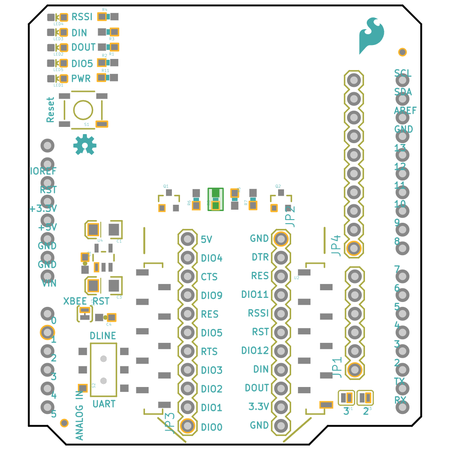 RSSI
DIN
DOUT
DIO5
PWR
Reset
IOREF
RST
+3.3V
+5V
GND
GND
VIN
SCL
SDA
AREF
GND
13
12
11
10
9
8
JP2
JP4
5V
DIO4
CTS
DIO9
RES
DIO5
RTS
DIO3
DIO2
DIO1
DIO0
GND
DTR
RES
DIO11
RSSI
RST
DIO12
DIN
DOUT
3.3V
GND
XBEE RST
DLINE
UART
0
1
2
3
4
5
ANALOG IN
JP3
JP1
7
6
5
4
3
2
TX
RX
3 2